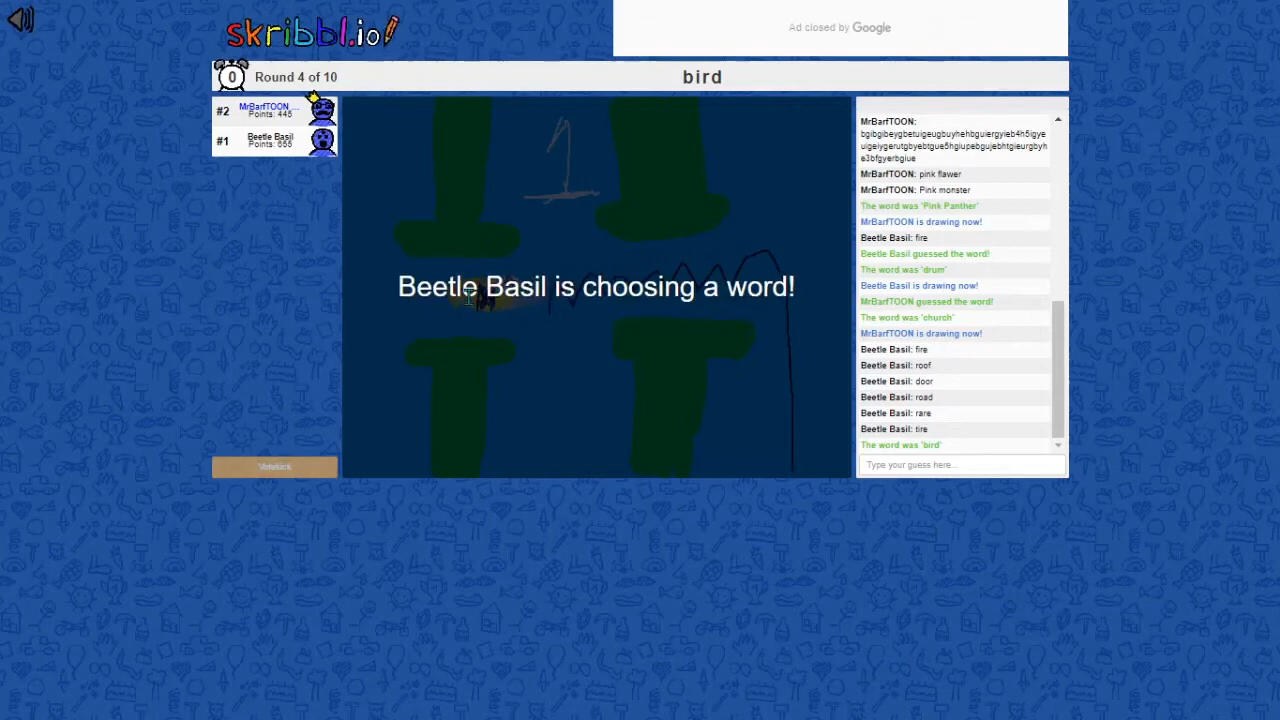 skribbl.io
Ad closed by Google
0
Round 4 of 10
bird
#2
MrBarfTOON ...
Points: 445
#1
Beetle Basil
Points: 655
1
Beetle Basil is choosing a word!
Votekick
MrBarfTOON:
bgibgibeygbetuigeugbuyhehbguiergyieb4h5igye
uigeiygerutgbyebtgue5hgiupebgujebhtgieurgbyh
e3bfgyerbgiue
MrBarfTOON: pink flawer
MrBarfTOON: Pink monster
The word was 'Pink Panther'
MrBarfTOON is drawing now!
Beetle Basil: fire
Beetle Basil guessed the word!
The word was 'drum'
Beetle Basil is drawing now!
MrBarfTOON guessed the word!
The word was 'church'
MrBarfTOON is drawing now!
Beetle Basil: fire
Beetle Basil: roof
Beetle Basil: door
Beetle Basil: road
Beetle Basil: rare
Beetle Basil: tire
The word was 'bird'
Type your guess here...